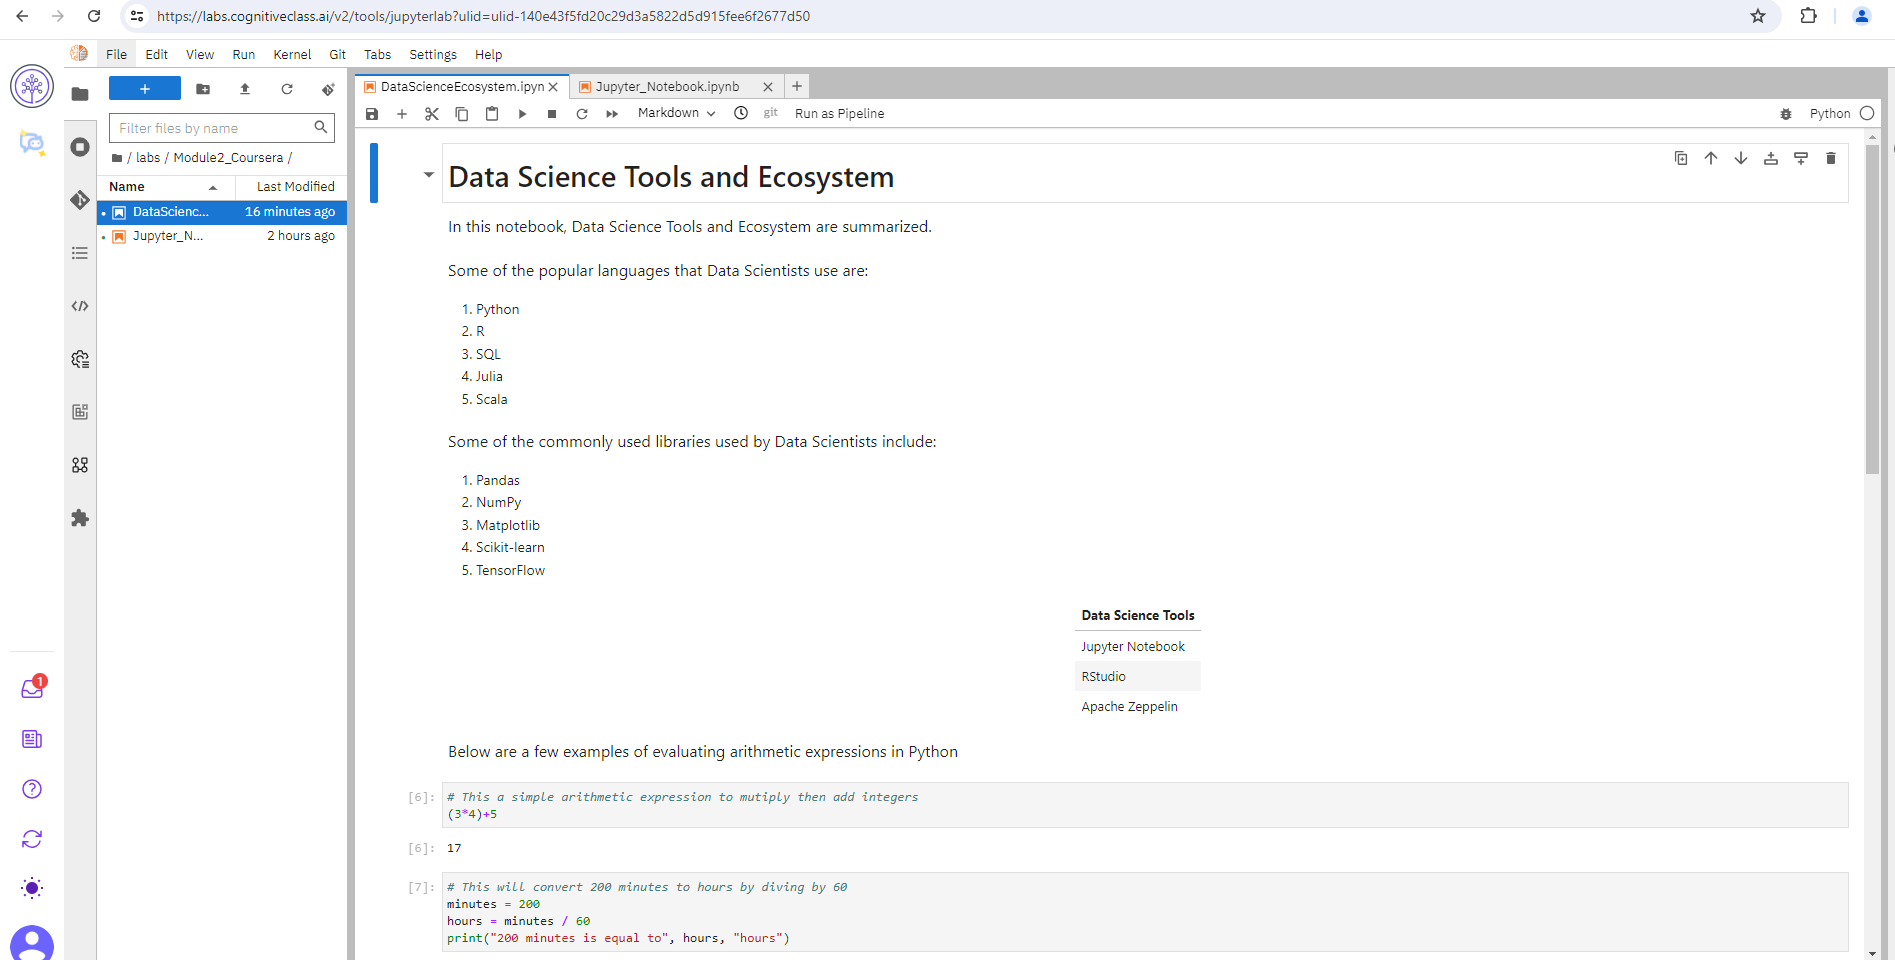 https://labs.cognitiveclass.ai/v2/tools/jupyterlab?ulid=ulid-140e43f5fd20c29d3a5822d5d915fee6f2677d50
File Edit View Run Kernel Git Tabs Settings Help
DataScienceEcosystem.ipyn
Jupyter_Notebook.ipynb
Markdown
git
Run as Pipeline
Python
Filter files by name
/ labs / Module2_Coursera /
Name Last Modified
DataScienc... 16 minutes ago
Jupyter_N... 2 hours ago
1
Data Science Tools and Ecosystem
In this notebook, Data Science Tools and Ecosystem are summarized.
Some of the popular languages that Data Scientists use are:
1. Python
2. R
3. SQL
4. Julia
5. Scala
Some of the commonly used libraries used by Data Scientists include:
1. Pandas
2. NumPy
3. Matplotlib
4. Scikit-learn
5. TensorFlow
Data Science Tools
Jupyter Notebook
RStudio
Apache Zeppelin
Below are a few examples of evaluating arithmetic expressions in Python
[6]: # This a simple arithmetic expression to mutiply then add integers
(3*4)+5
[6]: 17
[7]: # This will convert 200 minutes to hours by diving by 60
minutes = 200
hours = minutes / 60
print("200 minutes is equal to", hours, "hours")